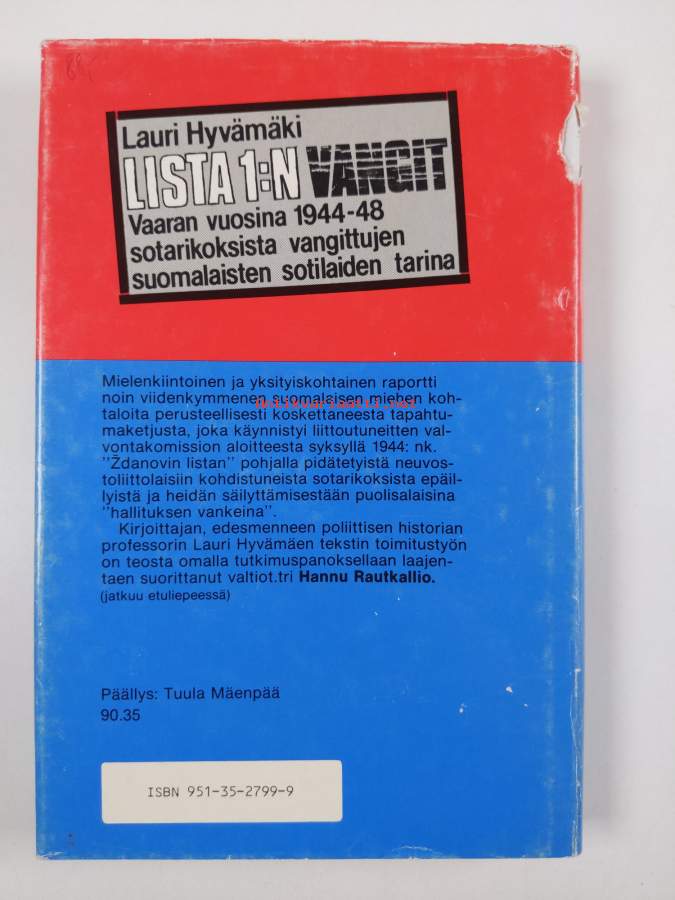 Lauri Hyvämäki
LISTA 1:N VANGIT
Vaaran vuosina 1944-48
sotarikoksista vangittujen
suomalaisten sotilaiden tarina
Mielenkiintoinen ja yksityiskohtainen raportti
noin viidenkymmenen suomalaisen miehen koh-
taloita perusteellisesti koskettaneesta tapahtu-
maketjusta, joka käynnistyi liittoutuneitten val-
vontakomission aloitteesta syksyllä 1944: nk.
"Ždanovin listan" pohjalla pidätetyistä neuvos-
toliittolaisiin kohdistuneista sotarikoksista epäil-
lyistä ja heidän säilyttämisestään puolisalaisina
"hallituksen vankeina".
Kirjoittajan, edesmenneen poliittisen historian
professorin Lauri Hyvämäen tekstin toimitustyön
on teosta omalla tutkimuspanoksellaan laajen-
taen suorittanut valtiot.tri Hannu Rautkallio.
(jatkuu etuliepeessä)
Päällys: Tuula Mäenpää
90.35
ISBN 951-35-2799-9